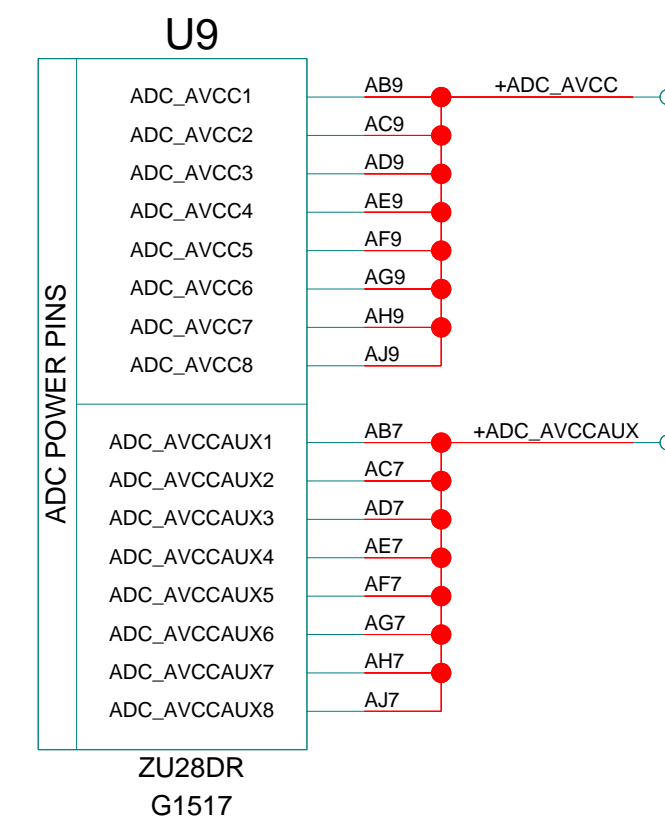 U9
ADC POWER PINS
ADC_AVCC1 AB9 +ADC_AVCC
ADC_AVCC2 AC9
ADC_AVCC3 AD9
ADC_AVCC4 AE9
ADC_AVCC5 AF9
ADC_AVCC6 AG9
ADC_AVCC7 AH9
ADC_AVCC8 AJ9
ADC_AVCCAUX1 AB7 +ADC_AVCCAUX
ADC_AVCCAUX2 AC7
ADC_AVCCAUX3 AD7
ADC_AVCCAUX4 AE7
ADC_AVCCAUX5 AF7
ADC_AVCCAUX6 AG7
ADC_AVCCAUX7 AH7
ADC_AVCCAUX8 AJ7
ZU28DR
G1517